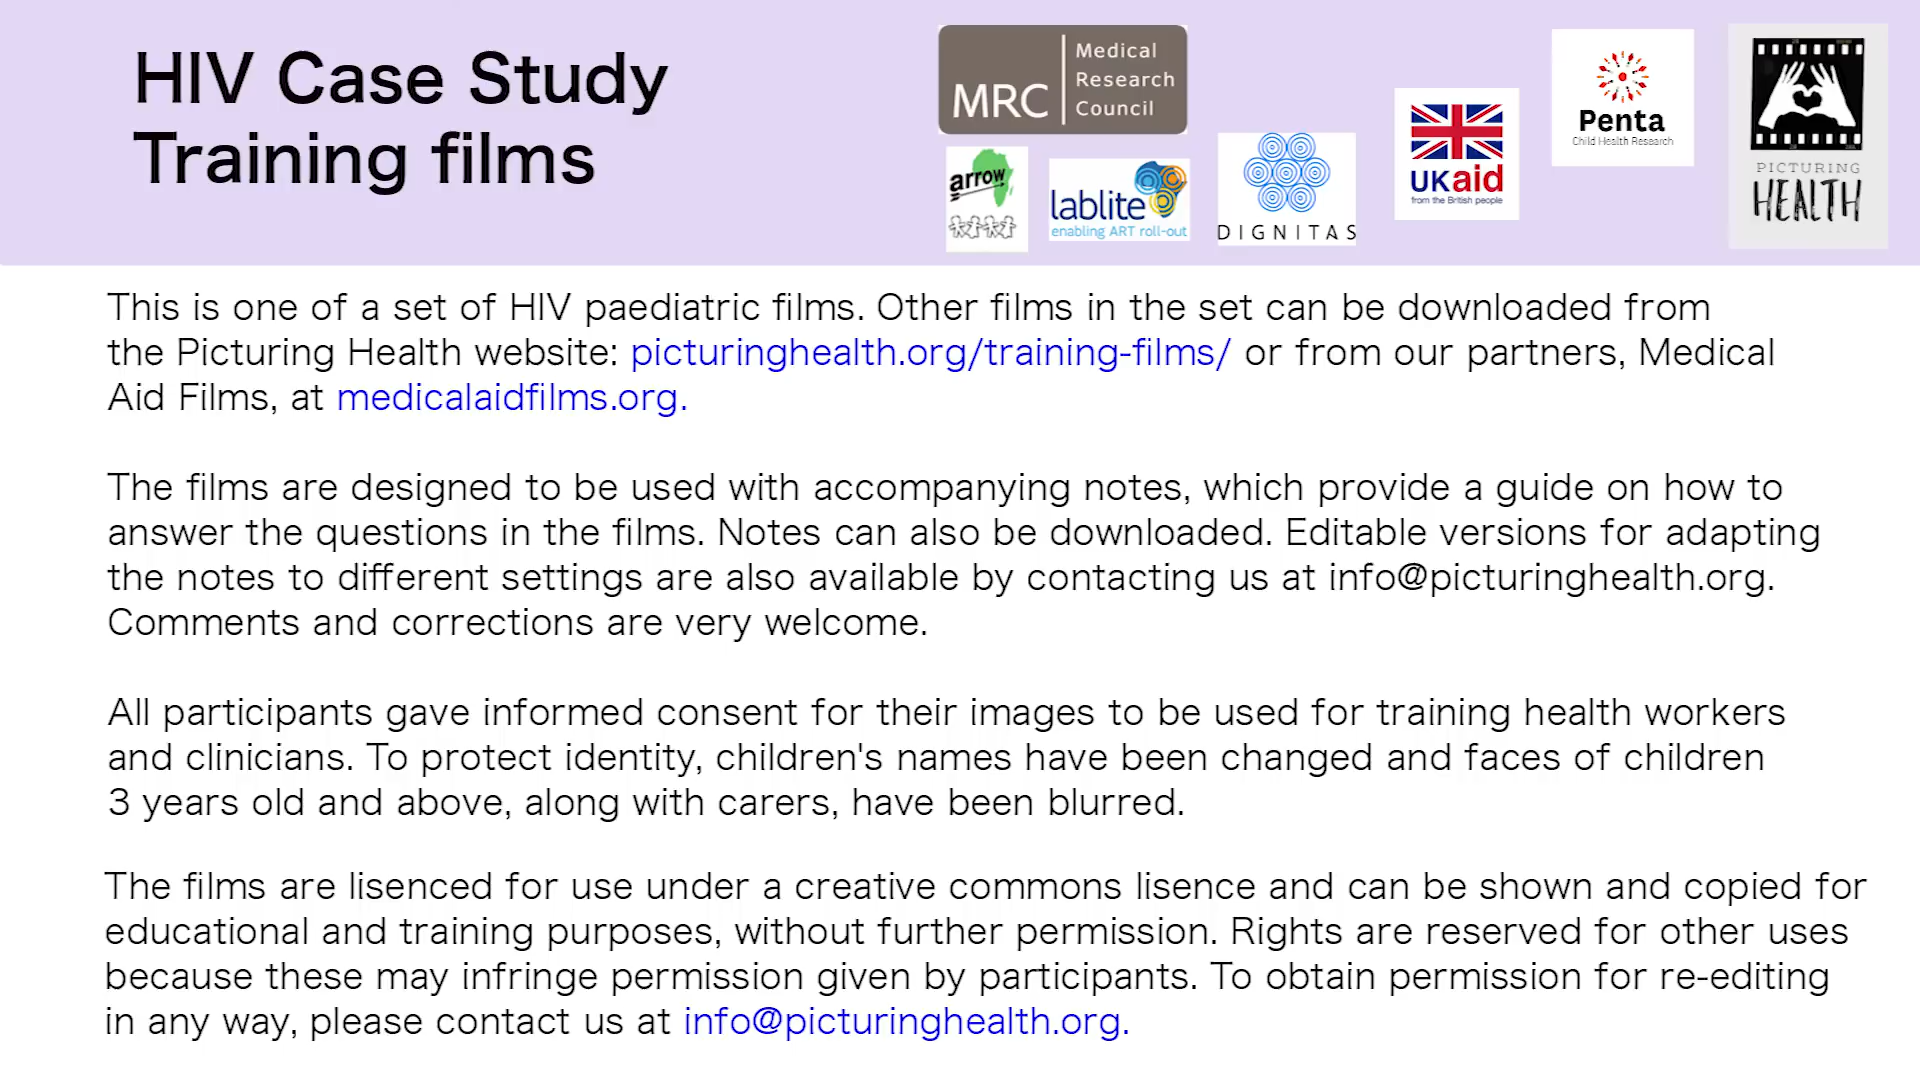 HIV Case Study
Training films
MRC
Medical
Research
Council
arrow
lablite
enabling ART roll-out
DIGNITAS
UKaid
from the British people
Penta
Child Health Research
PICTURING
HEALTH
This is one of a set of HIV paediatric films. Other films in the set can be downloaded from
the Picturing Health website: picturinghealth.org/training-films/ or from our partners, Medical
Aid Films, at medicalaidfilms.org.
The films are designed to be used with accompanying notes, which provide a guide on how to
answer the questions in the films. Notes can also be downloaded. Editable versions for adapting
the notes to different settings are also available by contacting us at info@picturinghealth.org.
Comments and corrections are very welcome.
All participants gave informed consent for their images to be used for training health workers
and clinicians. To protect identity, children's names have been changed and faces of children
3 years old and above, along with carers, have been blurred.
The films are lisenced for use under a creative commons lisence and can be shown and copied for
educational and training purposes, without further permission. Rights are reserved for other uses
because these may infringe permission given by participants. To obtain permission for re-editing
in any way, please contact us at info@picturinghealth.org.